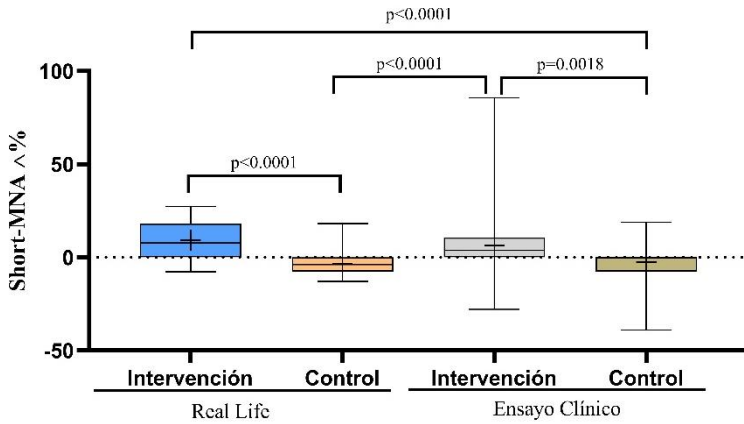 p<0.0001
p<0.0001
p=0.0018
p<0.0001
Short-MNA ^%
100
50
0
-50
Intervención
Control
Intervención
Control
Real Life
Ensayo Clínico